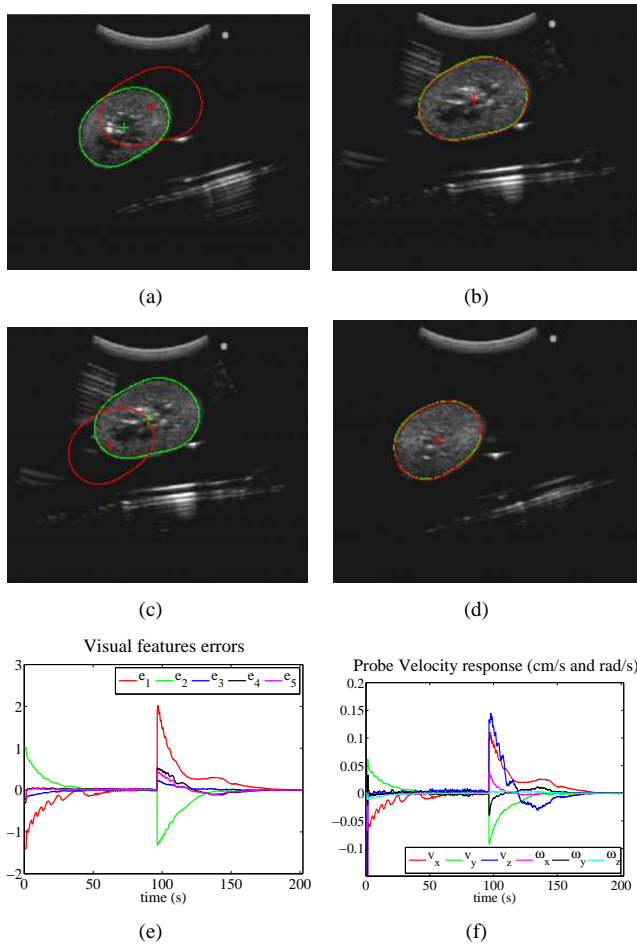 (a)
(b)
(c)
(d)
Visual features errors
3
2
1
0
−1
−2
e1 e2 e3 e4 e5
0 50 100 150 200
time (s)
(e)
Probe Velocity response (cm/s and rad/s)
0.2
0.15
0.1
0.05
0
−0.05
−0.1
vx vy vz ωx ωy ωz
0 50 100 150 200
time (s)
(f)